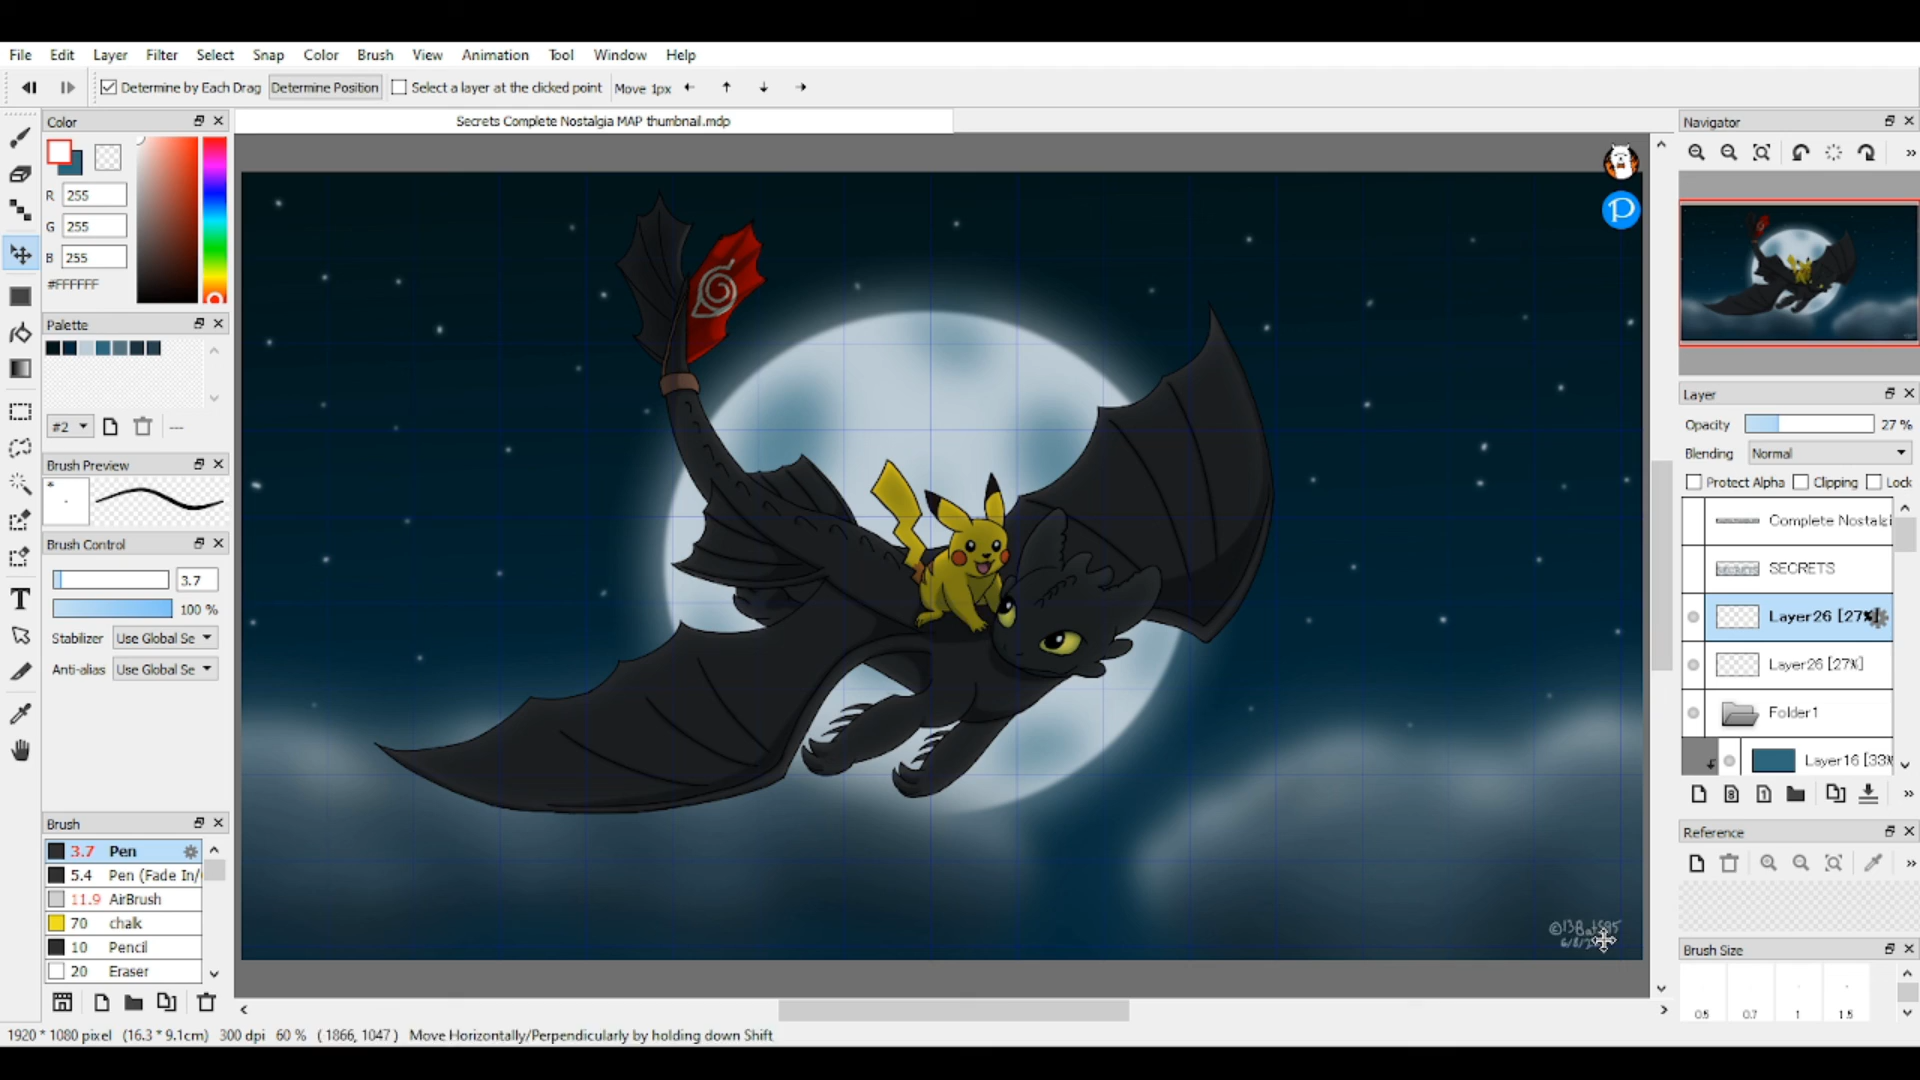 File Edit Layer Filter Select Snap Color Brush View Animation Tool Window Help
Determine by Each Drag Determine Position Select a layer at the clicked point Move 1px
Color
Secrets Complete Nostalgia MAP thumbnail.mdp
Navigator
R 255
G 255
B 255
#FFFFFF
Palette
#2
---
Brush Preview
Brush Control
3.7
100 %
Stabilizer Use Global Se
Anti-alias Use Global Se
Brush
3.7 Pen
5.4 Pen (Fade In/
11.9 AirBrush
70 chalk
10 Pencil
20 Eraser
P
Layer
Opacity 27 %
Blending Normal
Protect Alpha Clipping Lock
Complete Nostalgi
SECRETS
Layer26 [27%]
Layer26 [27%]
Folder1
Layer16 [33%
Reference
Brush Size
0.5 0.7 1 1.5
1920 * 1080 pixel (16.3 * 9.1cm) 300 dpi 60 % ( 1866, 1047 ) Move Horizontally/Perpendicularly by holding down Shift